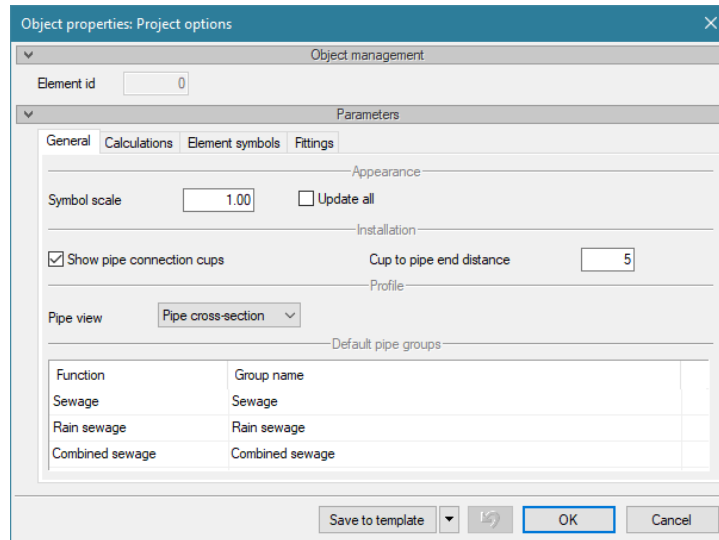 Object properties: Project options
Object management
Element id 0
Parameters
General Calculations Element symbols Fittings
Appearance
Symbol scale 1.00 Update all
Installation
Show pipe connection cups Cup to pipe end distance 5
Profile
Pipe view Pipe cross-section
Default pipe groups
Function Group name
Sewage Sewage
Rain sewage Rain sewage
Combined sewage Combined sewage
Save to template OK Cancel